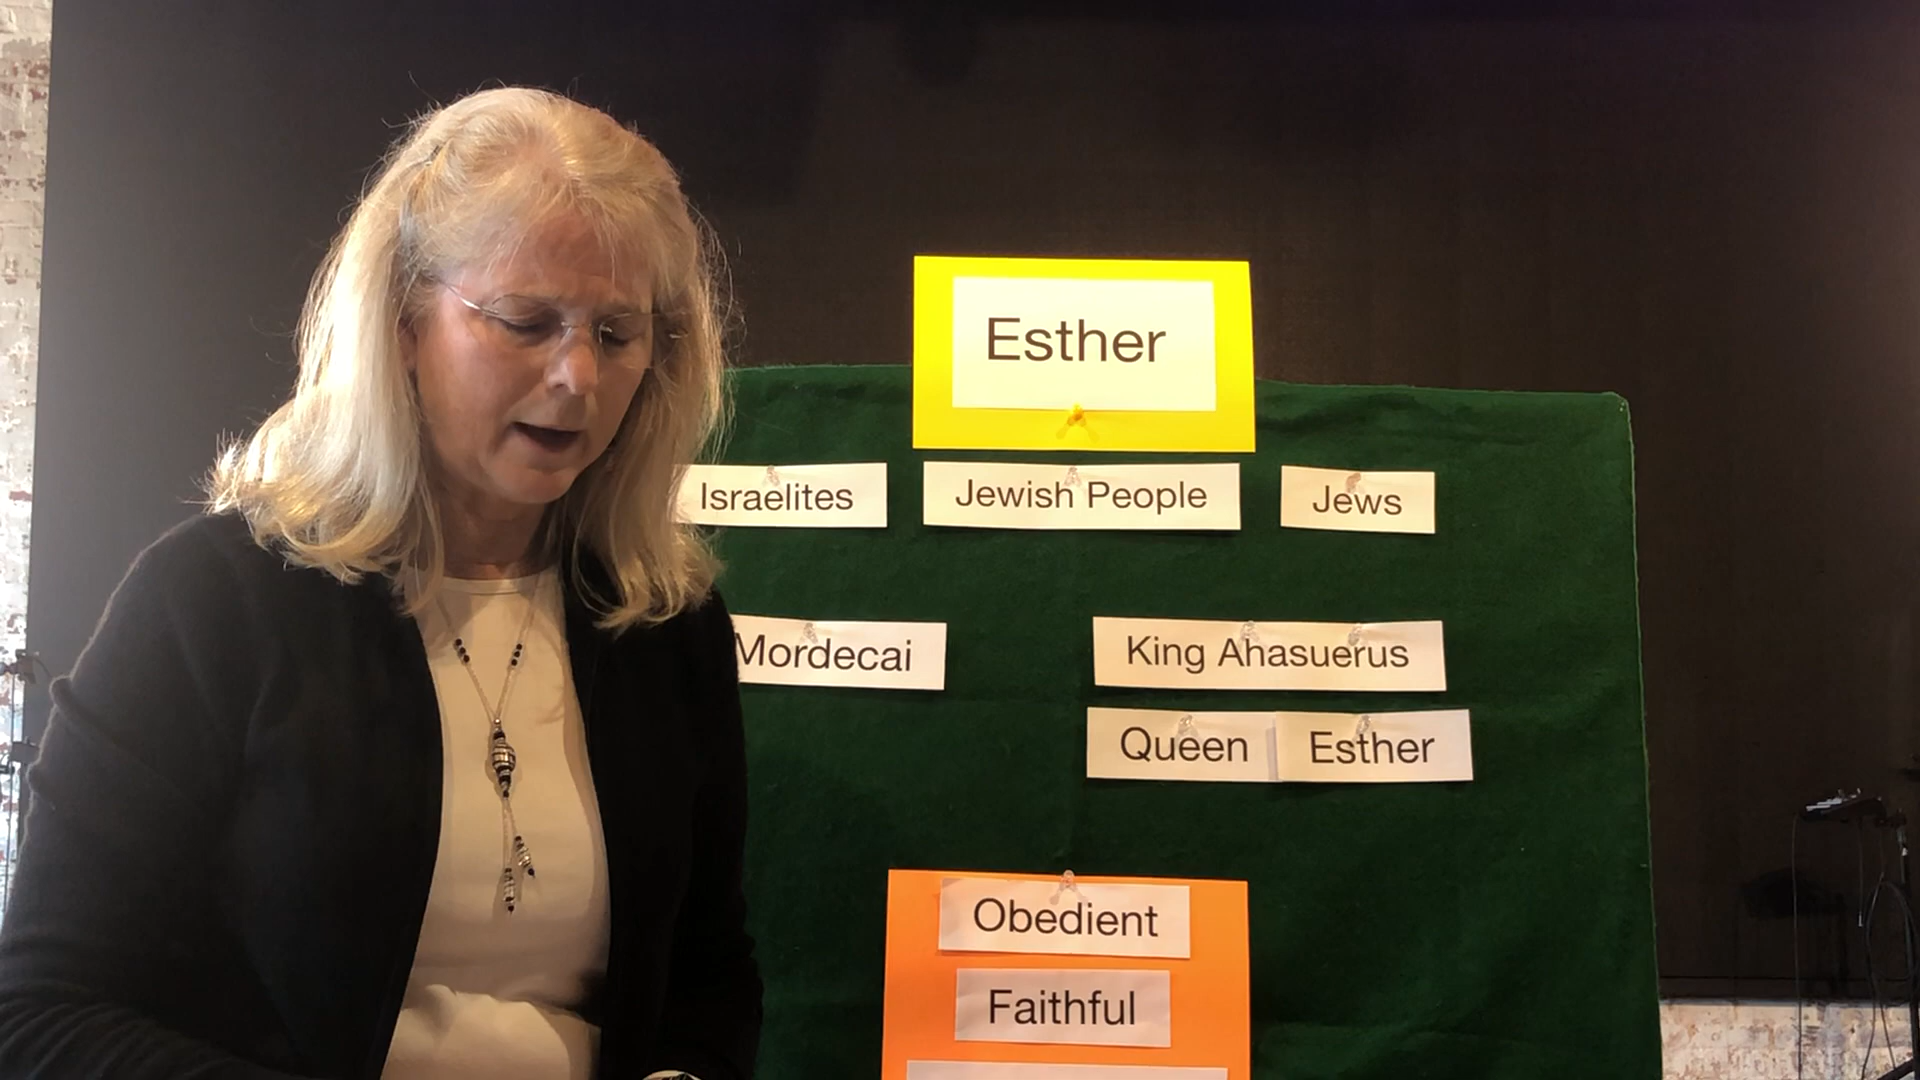 Esther
Israelites
Jewish People
Jews
Mordecai
King Ahasuerus
Queen
Esther
Obedient
Faithful